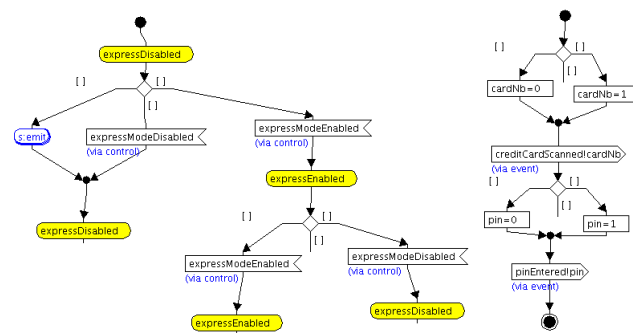 expressDisabled
[ ]
[ ]
[ ]
s:emit
expressModeDisabled
(via control)
expressModeEnabled
(via control)
expressDisabled
expressEnabled
[ ]
[ ]
[ ]
expressModeEnabled
(via control)
expressModeDisabled
(via control)
expressEnabled
expressDisabled
[ ]
[ ]
[ ]
cardNb=0
cardNb=1
creditCardScanned!cardNb
(via event)
[ ]
[ ]
[ ]
pin=0
pin=1
pinEntered!pin
(via event)